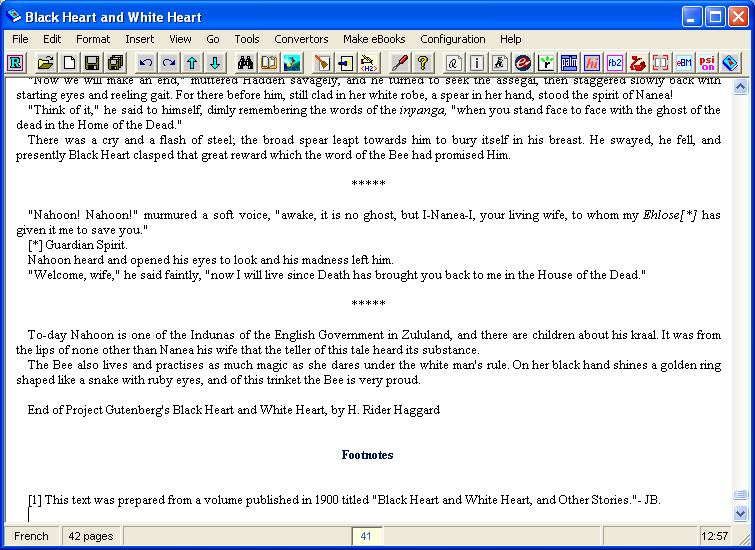 Black Heart and White Heart
File Edit Format Insert View Go Tools Convertors Make eBooks Configuration Help
R a i e hi fb2 eBM psi on
"Now we will make an end," muttered Hadden savagely, and he turned to seek the assegai, then staggered slowly back with
starting eyes and reeling gait. For there before him, still clad in her white robe, a spear in her hand, stood the spirit of Nanea!
"Think of it," he said to himself, dimly remembering the words of the inyanga, "when you stand face to face with the ghost of the
dead in the Home of the Dead."
There was a cry and a flash of steel; the broad spear leapt towards him to bury itself in his breast. He swayed, he fell, and
presently Black Heart clasped that great reward which the word of the Bee had promised Him.
*****
"Nahoon! Nahoon!" murmured a soft voice, "awake, it is no ghost, but I-Nanea-I, your living wife, to whom my Ehlose[*] has
given it me to save you."
[*] Guardian Spirit.
Nahoon heard and opened his eyes to look and his madness left him.
"Welcome, wife," he said faintly, "now I will live since Death has brought you back to me in the House of the Dead."
*****
To-day Nahoon is one of the Indunas of the English Government in Zululand, and there are children about his kraal. It was from
the lips of none other than Nanea his wife that the teller of this tale heard its substance.
The Bee also lives and practises as much magic as she dares under the white man's rule. On her black hand shines a golden ring
shaped like a snake with ruby eyes, and of this trinket the Bee is very proud.
End of Project Gutenberg's Black Heart and White Heart, by H. Rider Haggard
Footnotes
[1] This text was prepared from a volume published in 1900 titled "Black Heart and White Heart, and Other Stories."- JB.
French 42 pages 41 12:57